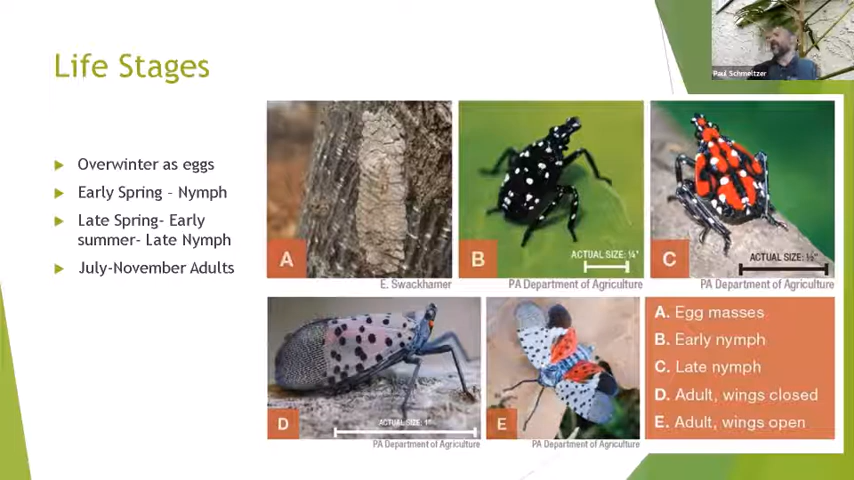 Life Stages
Paul Schmeltzer
Overwinter as eggs
Early Spring – Nymph
Late Spring- Early
summer- Late Nymph
July-November Adults
A
B
ACTUAL SIZE: ¼"
C
ACTUAL SIZE: ½"
E. Swackhamer
PA Department of Agriculture
PA Department of Agriculture
D
ACTUAL SIZE: 1"
E
PA Department of Agriculture
PA Department of Agriculture
A. Egg masses
B. Early nymph
C. Late nymph
D. Adult, wings closed
E. Adult, wings open